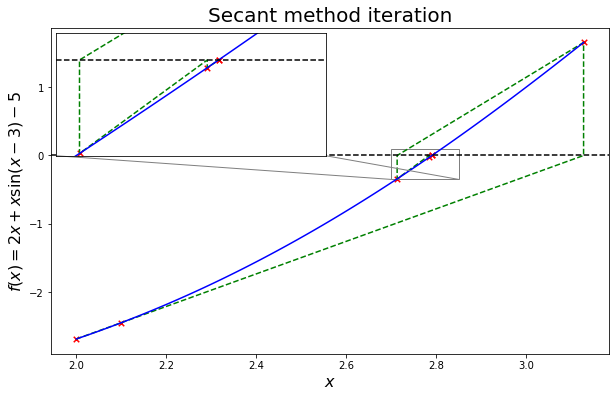 Secant method iteration
f(x) = 2x + x sin(x − 3) − 5
1
0
−1
−2
2.0 2.2 2.4 2.6 2.8 3.0
x